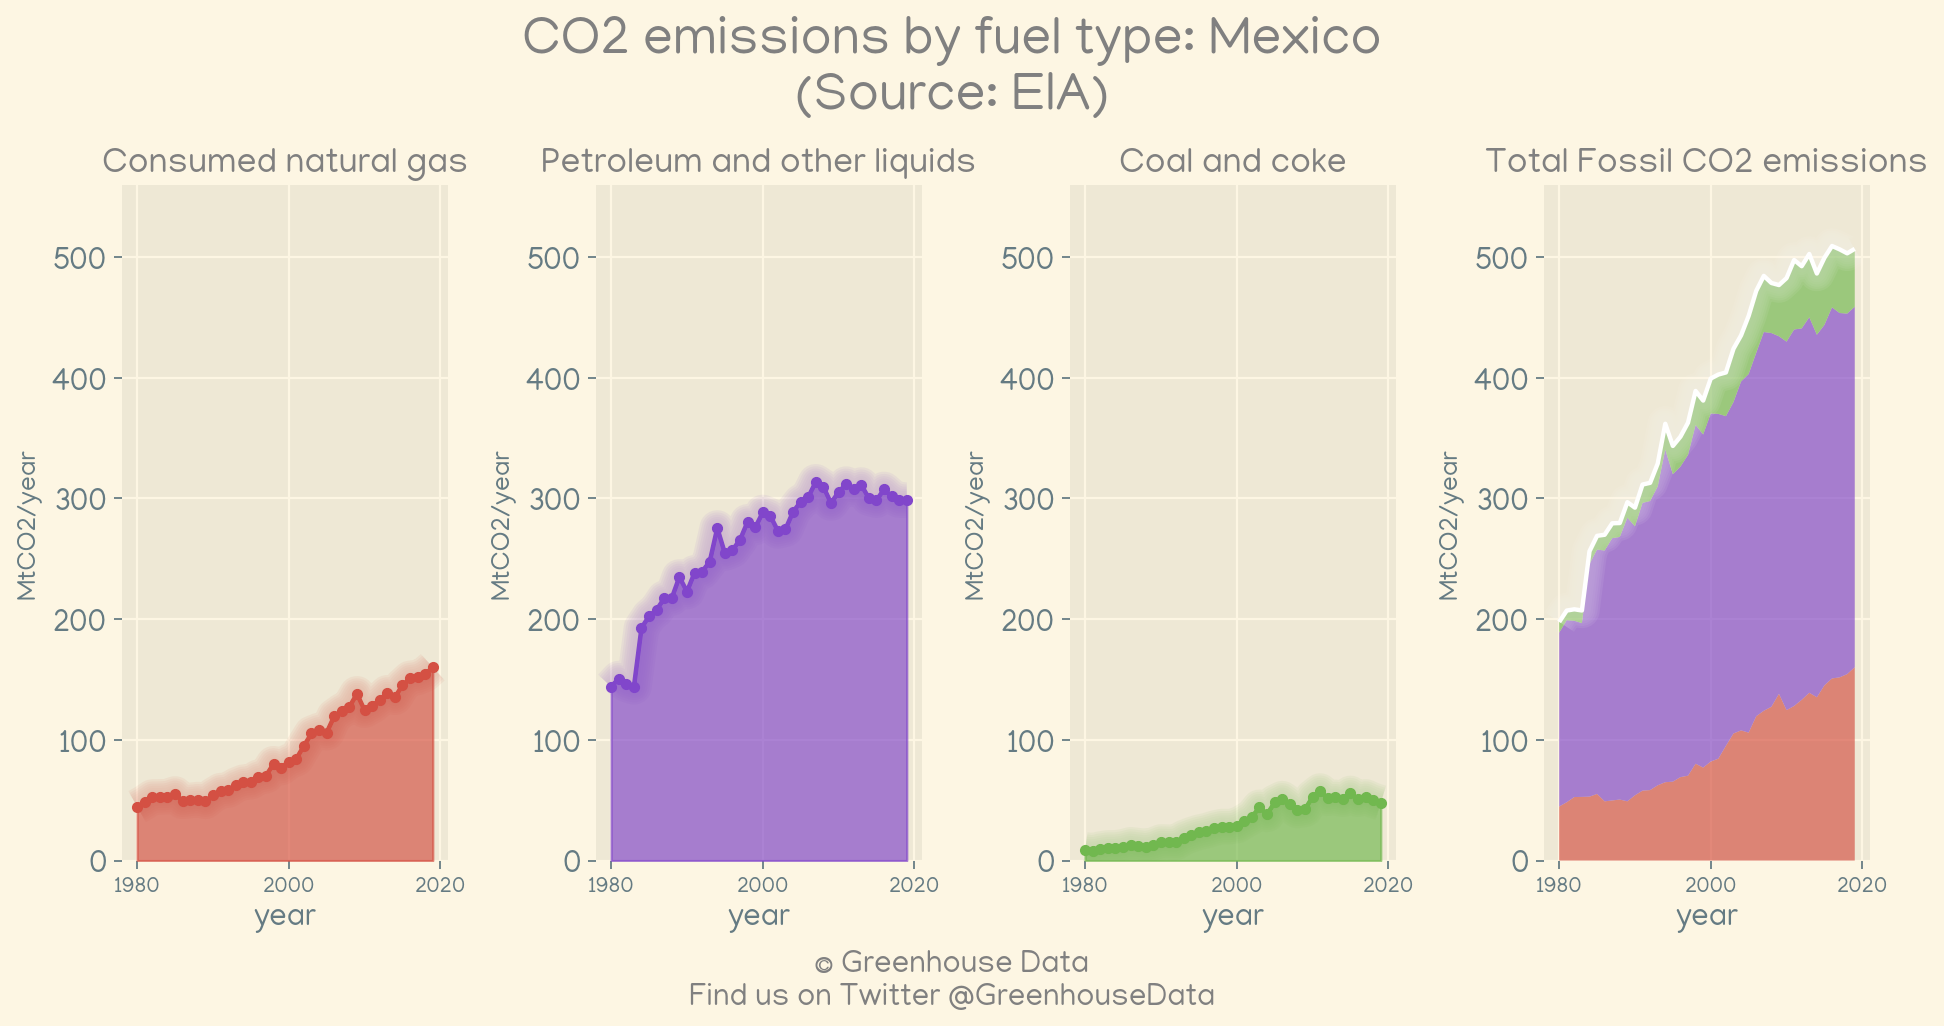 CO2 emissions by fuel type: Mexico
(Source: EIA)
Consumed natural gas
500
400
300
200
100
0
MtCO2/year
1980 2000 2020
year
Petroleum and other liquids
500
400
300
200
100
0
MtCO2/year
1980 2000 2020
year
Coal and coke
500
400
300
200
100
0
MtCO2/year
1980 2000 2020
year
Total Fossil CO2 emissions
500
400
300
200
100
0
MtCO2/year
1980 2000 2020
year
© Greenhouse Data
Find us on Twitter @GreenhouseData